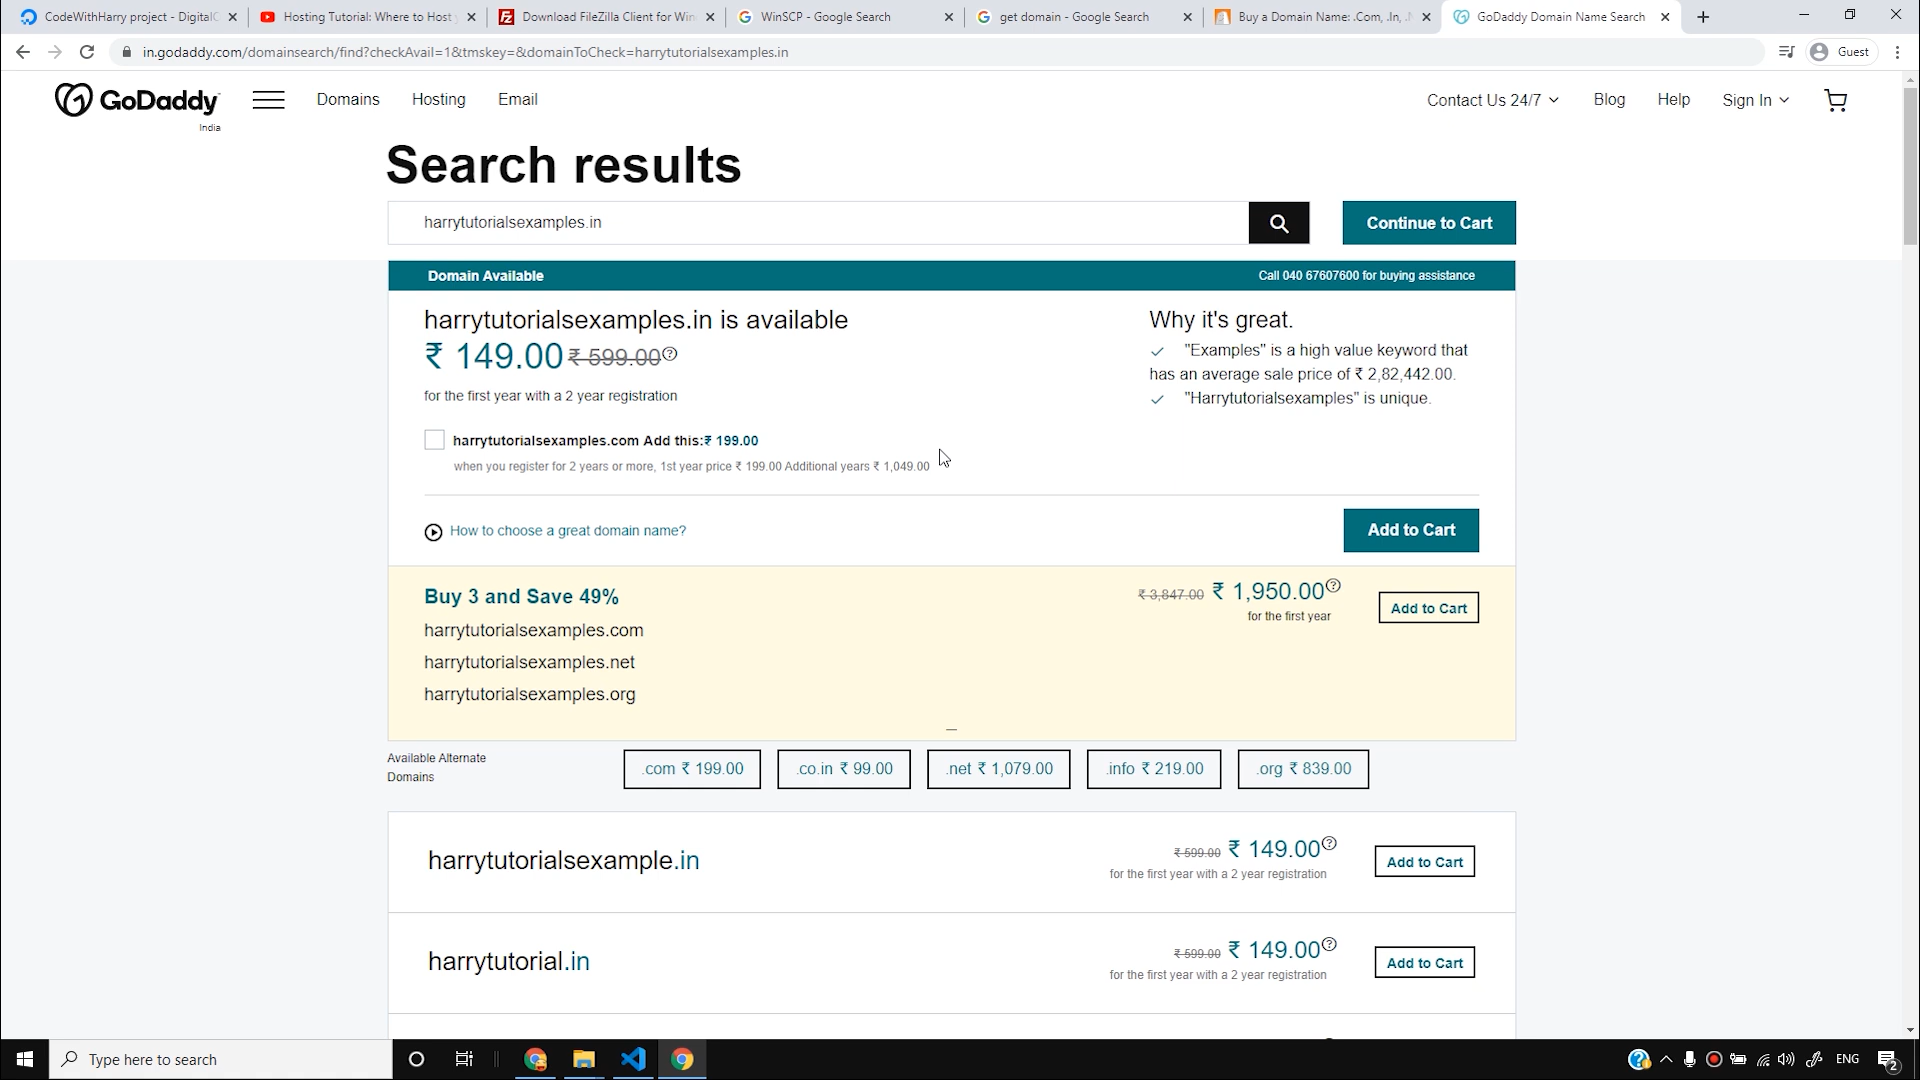 CodeWithHarry project - DigitalC
Hosting Tutorial: Where to Host
Download FileZilla Client for Win
WinSCP - Google Search
get domain - Google Search
Buy a Domain Name: .Com, .In, .
GoDaddy Domain Name Search
in.godaddy.com/domainsearch/find?checkAvail=1&tmskey=&domainToCheck=harrytutorialsexamples.in
Guest
GoDaddy
India
Domains
Hosting
Email
Contact Us 24/7
Blog
Help
Sign In
Search results
harrytutorialsexamples.in
Continue to Cart
Domain Available
Call 040 67607600 for buying assistance
harrytutorialsexamples.in is available
₹ 149.00 ₹ 599.00
for the first year with a 2 year registration
Why it's great.
"Examples" is a high value keyword that
has an average sale price of ₹ 2,82,442.00.
"Harrytutorialsexamples" is unique.
harrytutorialsexamples.com Add this:₹ 199.00
when you register for 2 years or more, 1st year price ₹ 199.00 Additional years ₹ 1,049.00
How to choose a great domain name?
Add to Cart
Buy 3 and Save 49%
harrytutorialsexamples.com
harrytutorialsexamples.net
harrytutorialsexamples.org
₹ 3,847.00 ₹ 1,950.00
for the first year
Add to Cart
Available Alternate
Domains
.com ₹ 199.00
.co.in ₹ 99.00
.net ₹ 1,079.00
.info ₹ 219.00
.org ₹ 839.00
harrytutorialsexample.in
₹ 599.00 ₹ 149.00
for the first year with a 2 year registration
Add to Cart
harrytutorial.in
₹ 599.00 ₹ 149.00
for the first year with a 2 year registration
Add to Cart
Type here to search
ENG
2